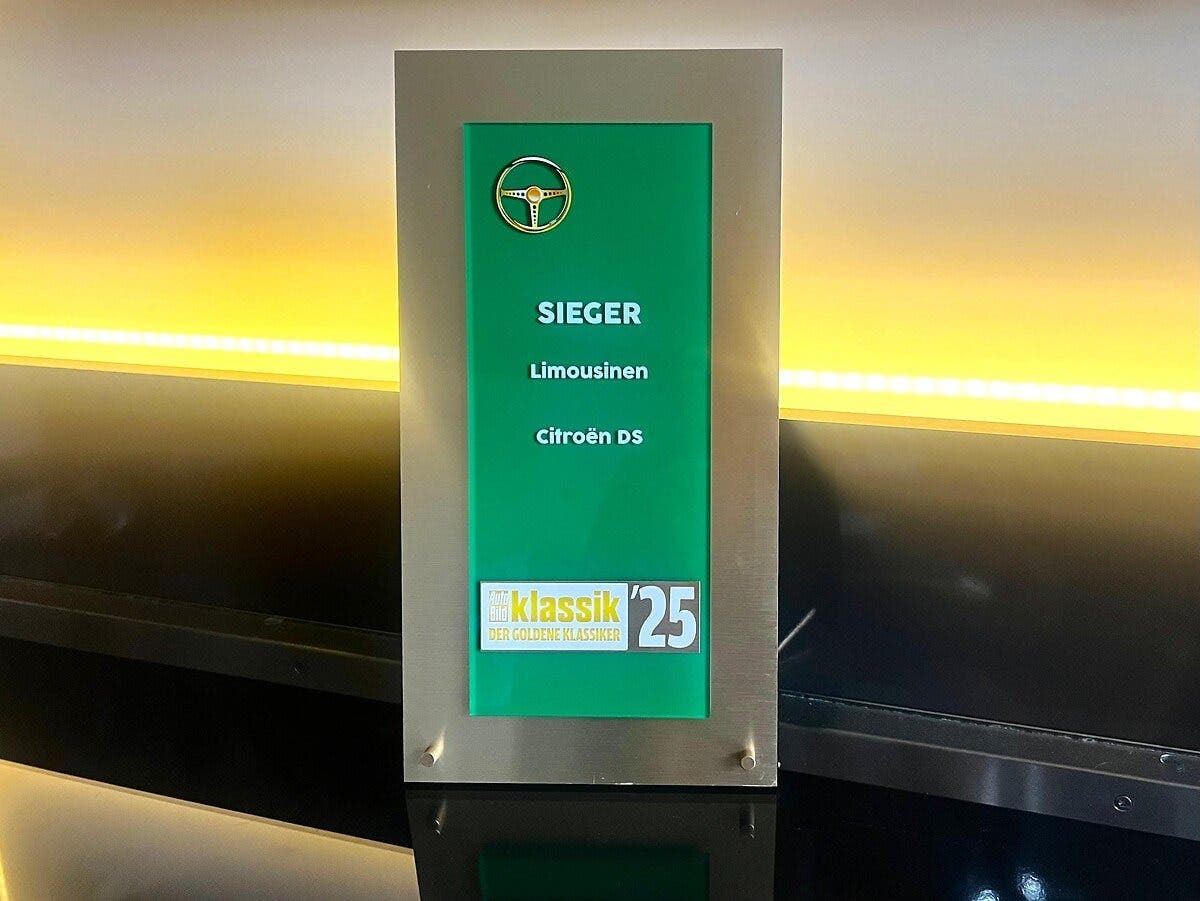 SIEGER
Limousinen
Citroën DS
Auto
Bild
klassik
DER GOLDENE KLASSIKER
'25